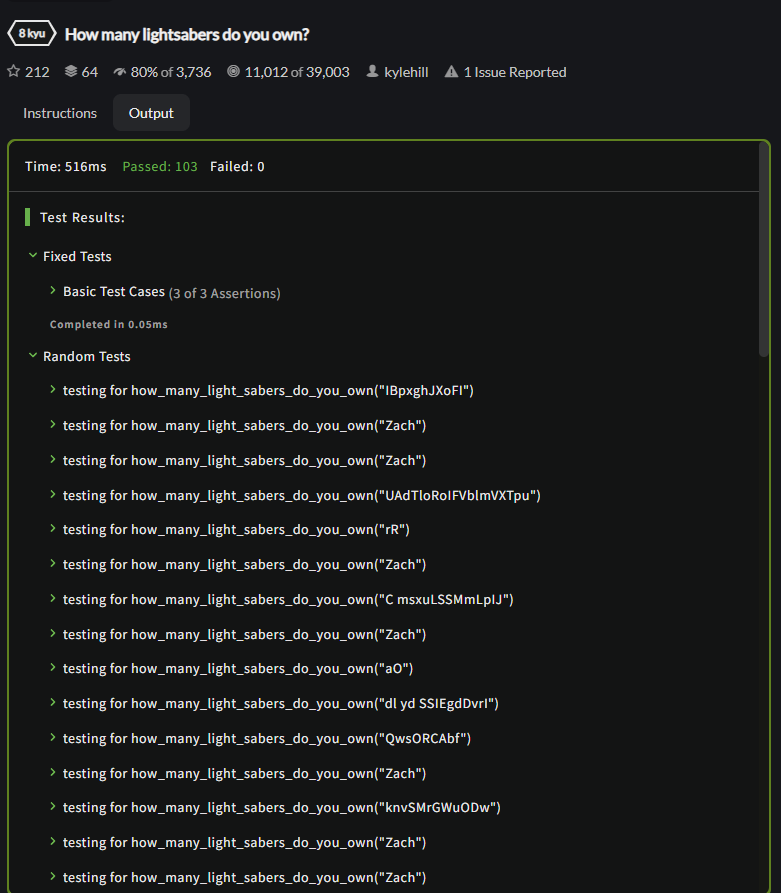 8 kyu How many lightsabers do you own?
212 64 80% of 3,736 11,012 of 39,003 kylehill 1 Issue Reported
Instructions Output
Time: 516ms Passed: 103 Failed: 0
Test Results:
Fixed Tests
Basic Test Cases (3 of 3 Assertions)
Completed in 0.05ms
Random Tests
testing for how_many_light_sabers_do_you_own("IBpxghJXoFI")
testing for how_many_light_sabers_do_you_own("Zach")
testing for how_many_light_sabers_do_you_own("Zach")
testing for how_many_light_sabers_do_you_own("UAdTloRoIFVblmVXTpu")
testing for how_many_light_sabers_do_you_own("rR")
testing for how_many_light_sabers_do_you_own("Zach")
testing for how_many_light_sabers_do_you_own("C msxuLSSMmLpIJ")
testing for how_many_light_sabers_do_you_own("Zach")
testing for how_many_light_sabers_do_you_own("aO")
testing for how_many_light_sabers_do_you_own("dl yd SSIEgdDvrI")
testing for how_many_light_sabers_do_you_own("QwsORCAbf")
testing for how_many_light_sabers_do_you_own("Zach")
testing for how_many_light_sabers_do_you_own("knvSMrGWuODw")
testing for how_many_light_sabers_do_you_own("Zach")
testing for how_many_light_sabers_do_you_own("Zach")